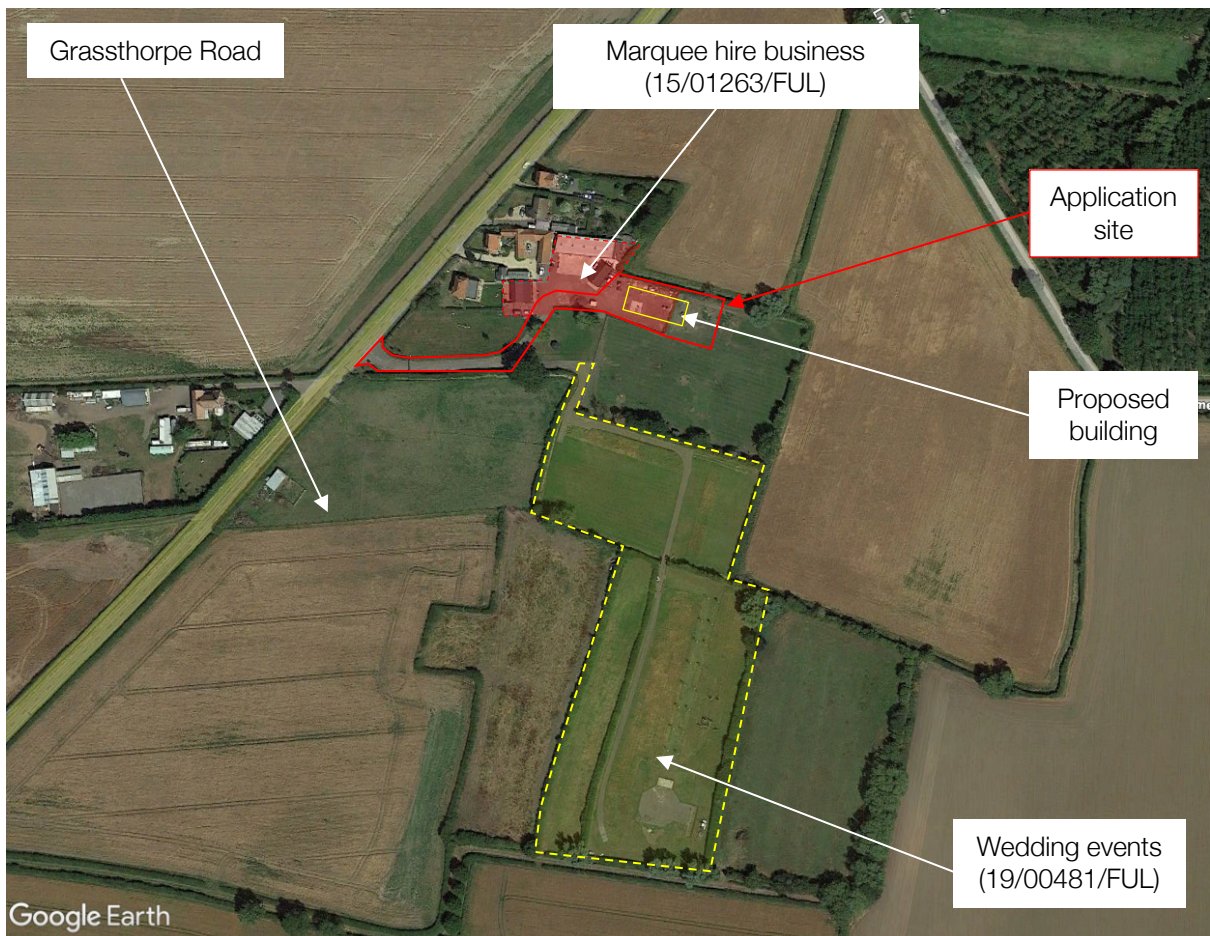 Grassthorpe Road
Marquee hire business
(15/01263/FUL)
Application
site
Proposed
building
Wedding events
(19/00481/FUL)
Google Earth